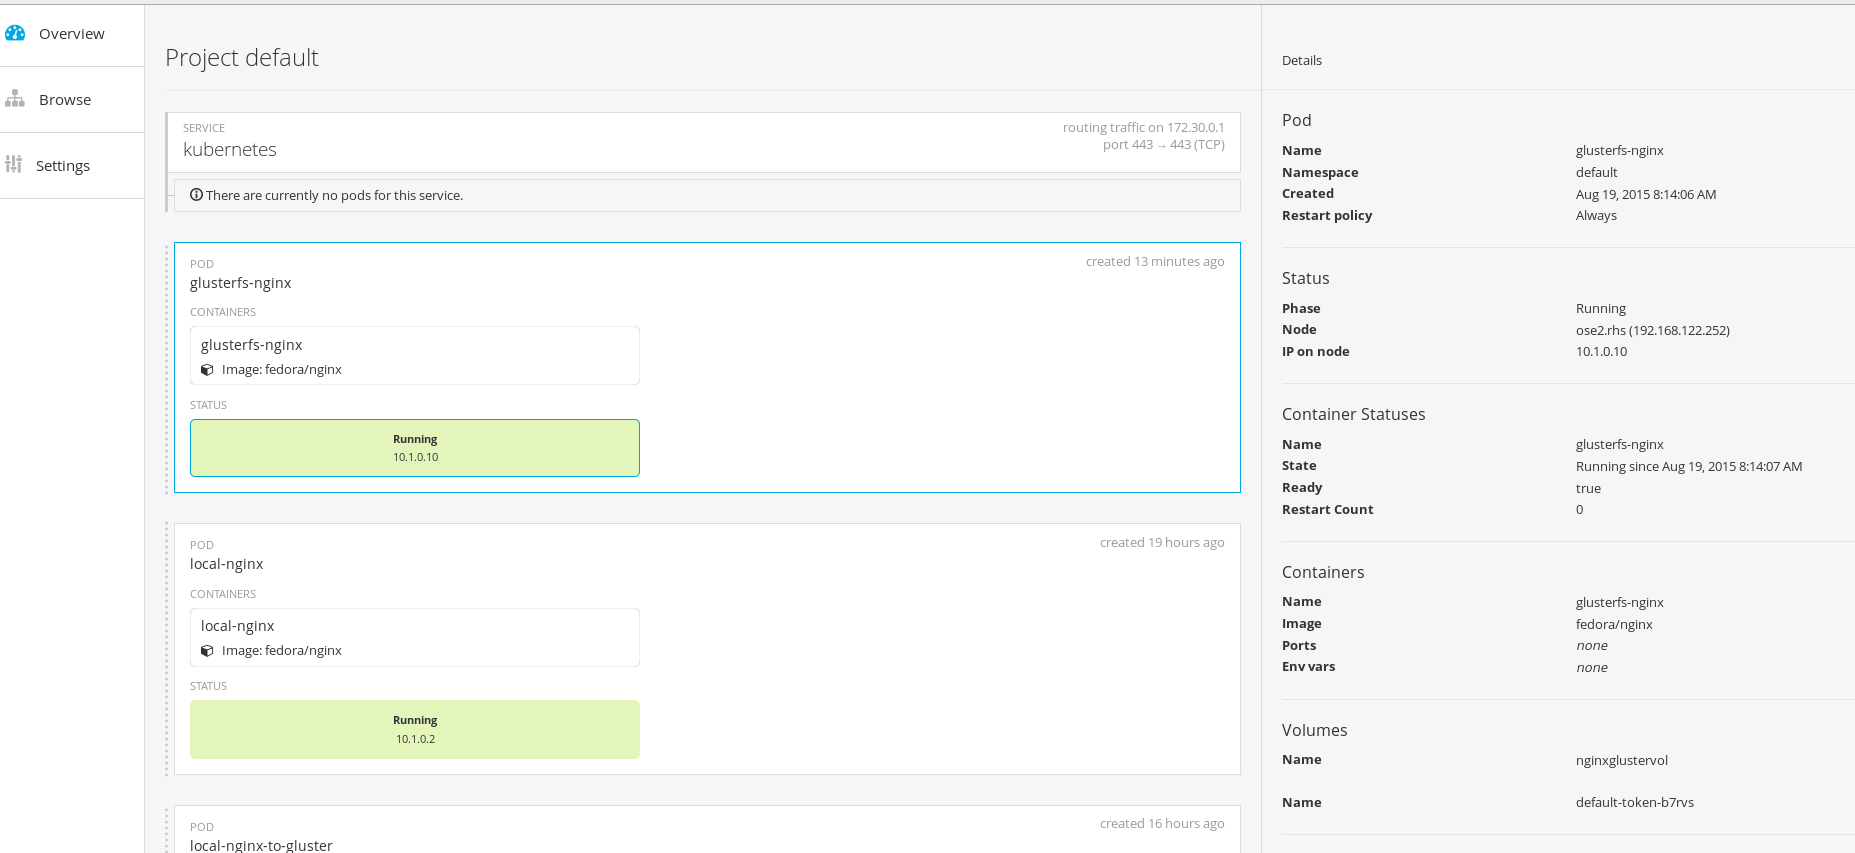 Overview
Browse
Settings
Project default
SERVICE
kubernetes
routing traffic on 172.30.0.1
port 443 → 443 (TCP)
There are currently no pods for this service.
POD
glusterfs-nginx
created 13 minutes ago
CONTAINERS
glusterfs-nginx
Image: fedora/nginx
STATUS
Running
10.1.0.10
POD
local-nginx
created 19 hours ago
CONTAINERS
local-nginx
Image: fedora/nginx
STATUS
Running
10.1.0.2
POD
local-nginx-to-gluster
created 16 hours ago
Details
Pod
Name glusterfs-nginx
Namespace default
Created Aug 19, 2015 8:14:06 AM
Restart policy Always
Status
Phase Running
Node ose2.rhs (192.168.122.252)
IP on node 10.1.0.10
Container Statuses
Name glusterfs-nginx
State Running since Aug 19, 2015 8:14:07 AM
Ready true
Restart Count 0
Containers
Name glusterfs-nginx
Image fedora/nginx
Ports none
Env vars none
Volumes
Name nginxglustervol
Name default-token-b7rvs